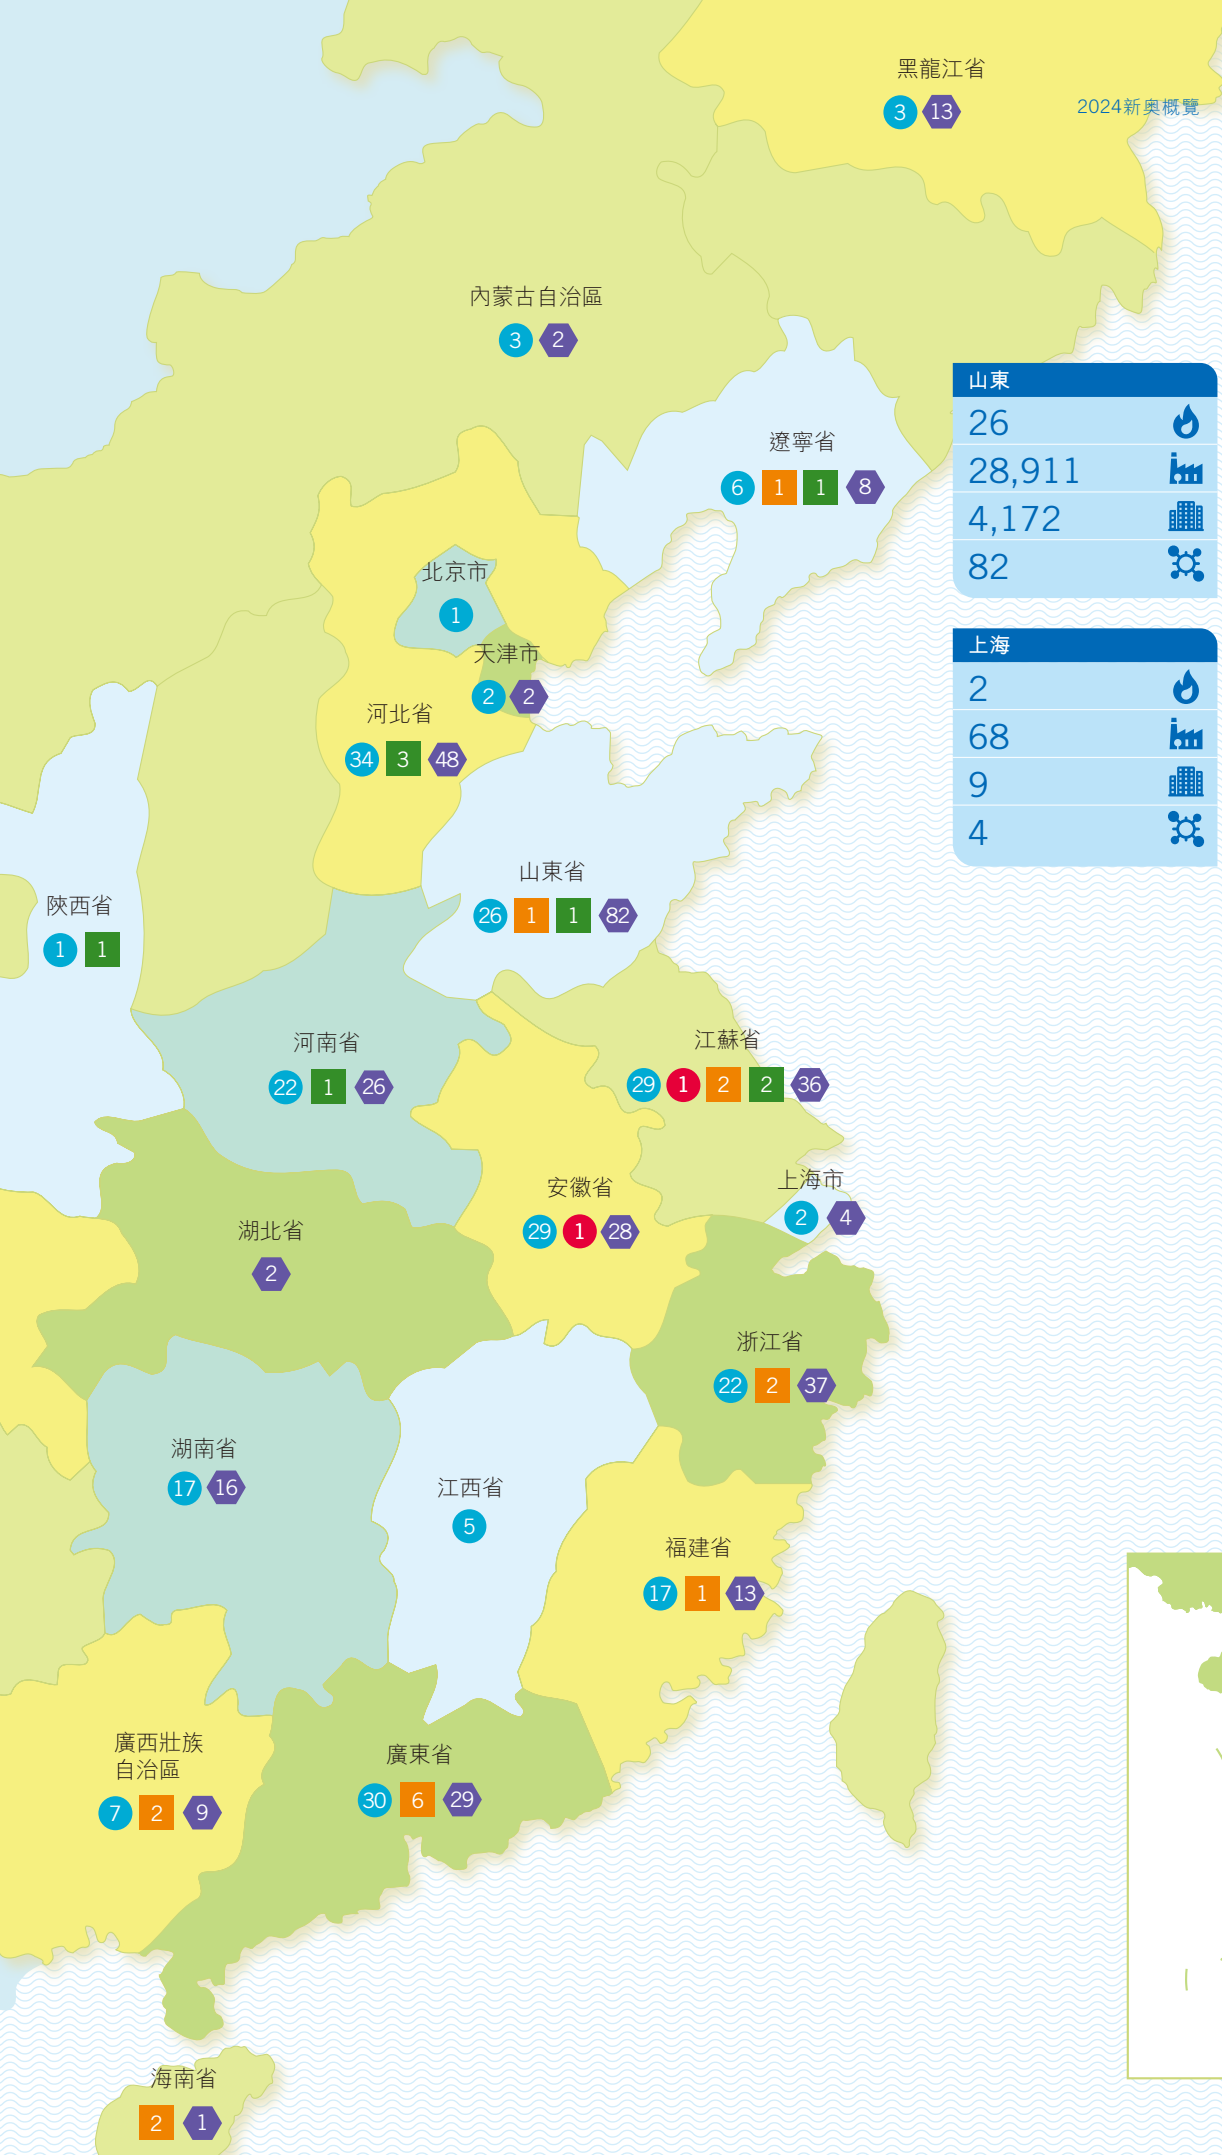 黑龍江省
3 13
2024新奧概覽
內蒙古自治區
3 2
山東
26
28,911
4,172
82
遼寧省
6 1 1 8
北京市
1
天津市
2 2
上海
2
68
9
4
河北省
34 3 48
山東省
26 1 1 82
陝西省
1 1
河南省
22 1 26
江蘇省
29 1 2 2 36
上海市
2 4
安徽省
29 1 28
湖北省
2
浙江省
22 2 37
湖南省
17 16
江西省
5
福建省
17 1 13
廣西壯族
自治區
7 2 9
廣東省
30 6 29
海南省
2 1